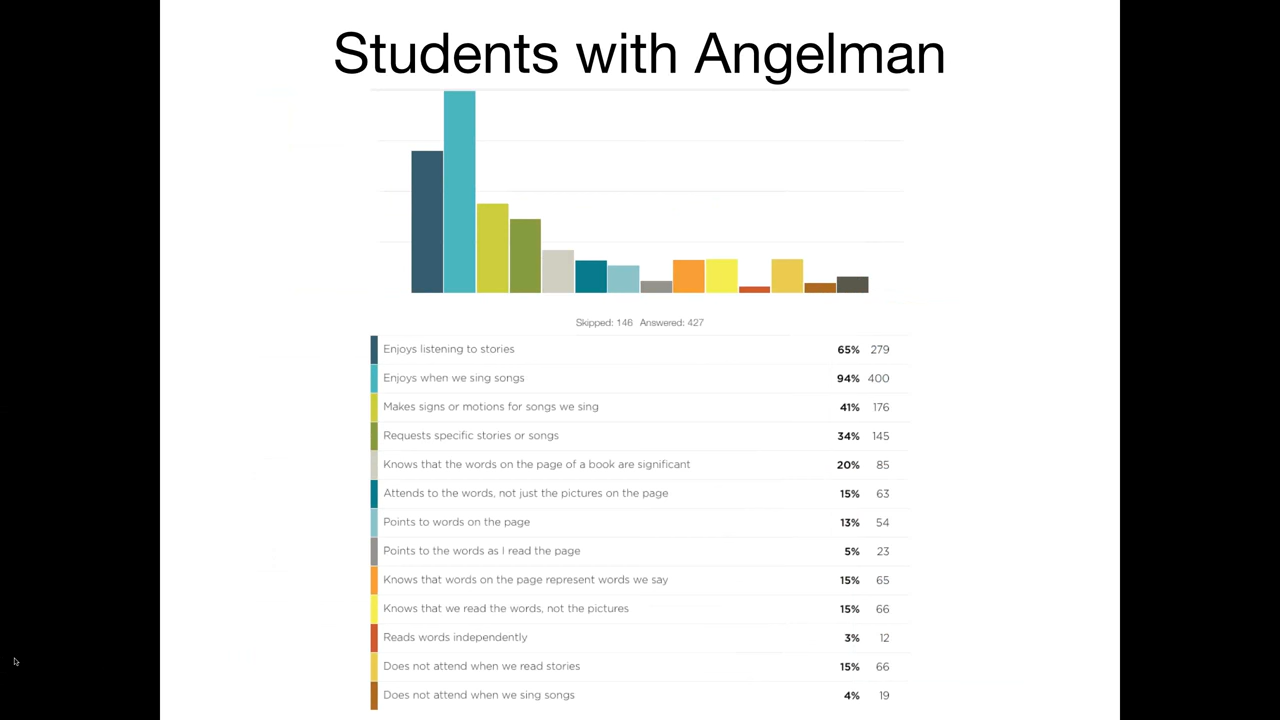 Students with Angelman
Skipped: 146 Answered: 427
Enjoys listening to stories 65% 279
Enjoys when we sing songs 94% 400
Makes signs or motions for songs we sing 41% 176
Requests specific stories or songs 34% 145
Knows that the words on the page of a book are significant 20% 85
Attends to the words, not just the pictures on the page 15% 63
Points to words on the page 13% 54
Points to the words as I read the page 5% 23
Knows that words on the page represent words we say 15% 65
Knows that we read the words, not the pictures 15% 66
Reads words independently 3% 12
Does not attend when we read stories 15% 66
Does not attend when we sing songs 4% 19